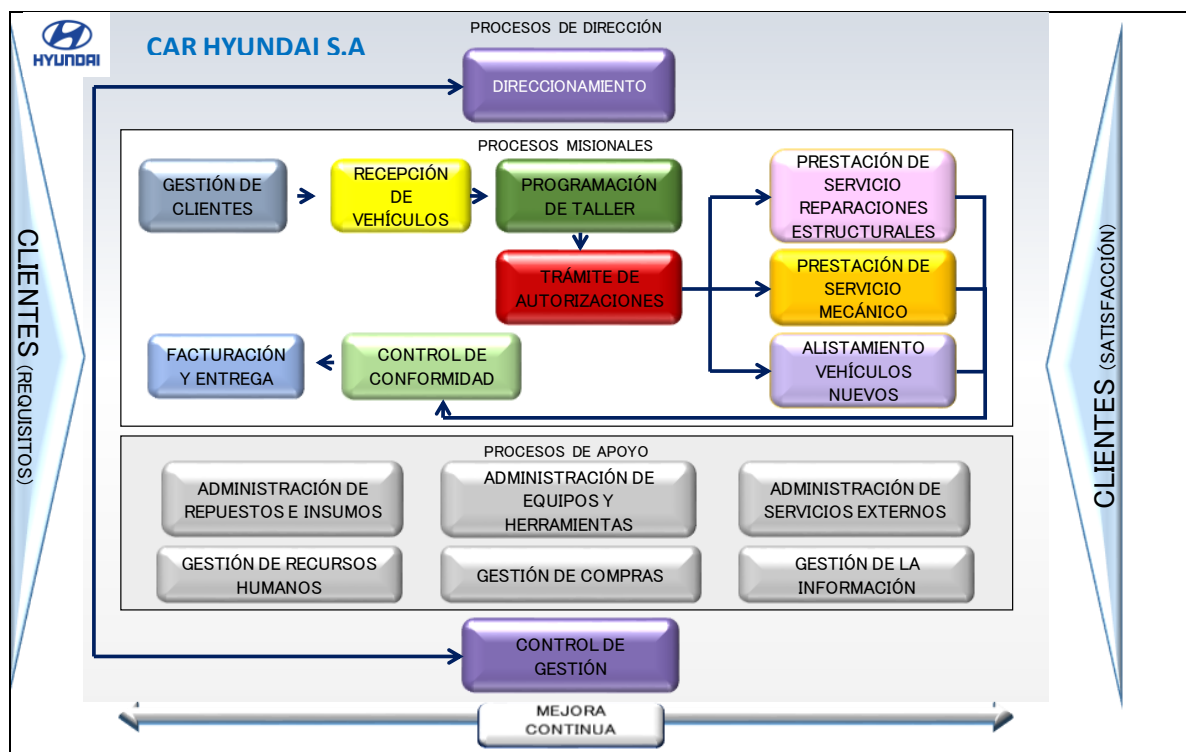 HYUNDAI
CAR HYUNDAI S.A
PROCESOS DE DIRECCIÓN
DIRECCIONAMIENTO
CLIENTES (REQUISITOS)
PROCESOS MISIONALES
GESTIÓN DE
CLIENTES
RECEPCIÓN
DE
VEHÍCULOS
PROGRAMACIÓN
DE TALLER
TRÁMITE DE
AUTORIZACIONES
PRESTACIÓN DE
SERVICIO
REPARACIONES
ESTRUCTURALES
PRESTACIÓN DE
SERVICIO
MECÁNICO
ALISTAMIENTO
VEHÍCULOS
NUEVOS
FACTURACIÓN
Y ENTREGA
CONTROL DE
CONFORMIDAD
CLIENTES (SATISFACCIÓN)
PROCESOS DE APOYO
ADMINISTRACIÓN DE
REPUESTOS E INSUMOS
ADMINISTRACIÓN DE
EQUIPOS Y
HERRAMIENTAS
ADMINISTRACIÓN DE
SERVICIOS EXTERNOS
GESTIÓN DE RECURSOS
HUMANOS
GESTIÓN DE COMPRAS
GESTIÓN DE LA
INFORMACIÓN
CONTROL DE
GESTIÓN
MEJORA
CONTINUA